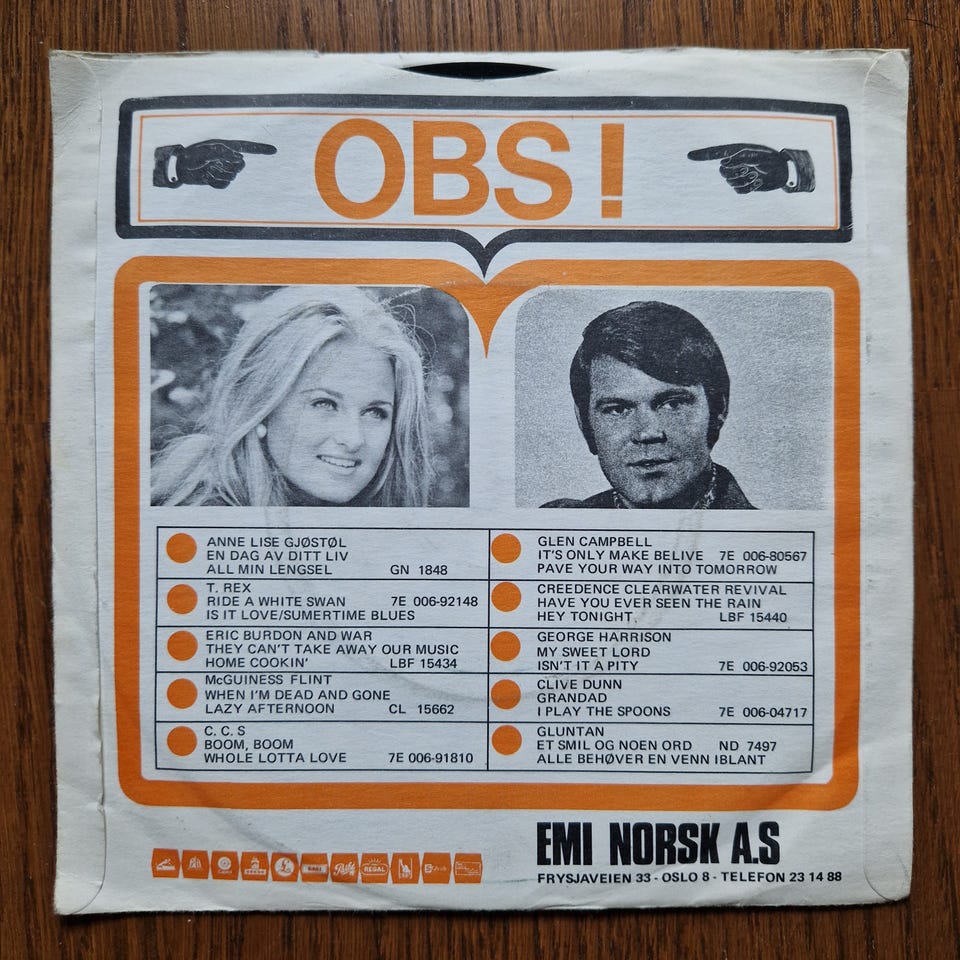 OBS!
ANNE LISE GJØSTØL
EN DAG AV DITT LIV
ALL MIN LENGSEL GN 1848
T. REX
RIDE A WHITE SWAN 7E 006-92148
IS IT LOVE/SUMERTIME BLUES
ERIC BURDON AND WAR
THEY CAN'T TAKE AWAY OUR MUSIC
HOME COOKIN' LBF 15434
McGUINESS FLINT
WHEN I'M DEAD AND GONE
LAZY AFTERNOON CL 15662
C. C. S
BOOM, BOOM
WHOLE LOTTA LOVE 7E 006-91810
GLEN CAMPBELL
IT'S ONLY MAKE BELIVE 7E 006-80567
PAVE YOUR WAY INTO TOMORROW
CREEDENCE CLEARWATER REVIVAL
HAVE YOU EVER SEEN THE RAIN
HEY TONIGHT. LBF 15440
GEORGE HARRISON
MY SWEET LORD
ISN'T IT A PITY 7E 006-92053
CLIVE DUNN
GRANDAD
I PLAY THE SPOONS 7E 006-04717
GLUNTAN
ET SMIL OG NOEN ORD ND 7497
ALLE BEHØVER EN VENN IBLANT
REGAL
EMI NORSK A.S
FRYSJAVEIEN 33 - OSLO 8 - TELEFON 23 14 88